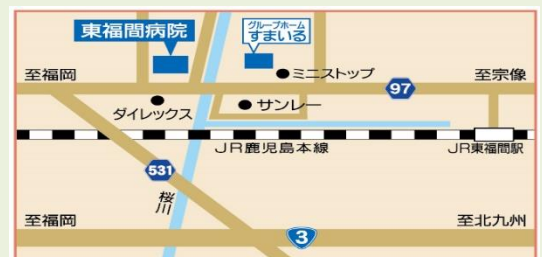 東福間病院
グループホーム
すまいる
至福岡
ミニストップ
97
至宗像
ダイレックス
サンレー
JR鹿児島本線
JR東福間駅
531
桜川
至福岡
3
至北九州